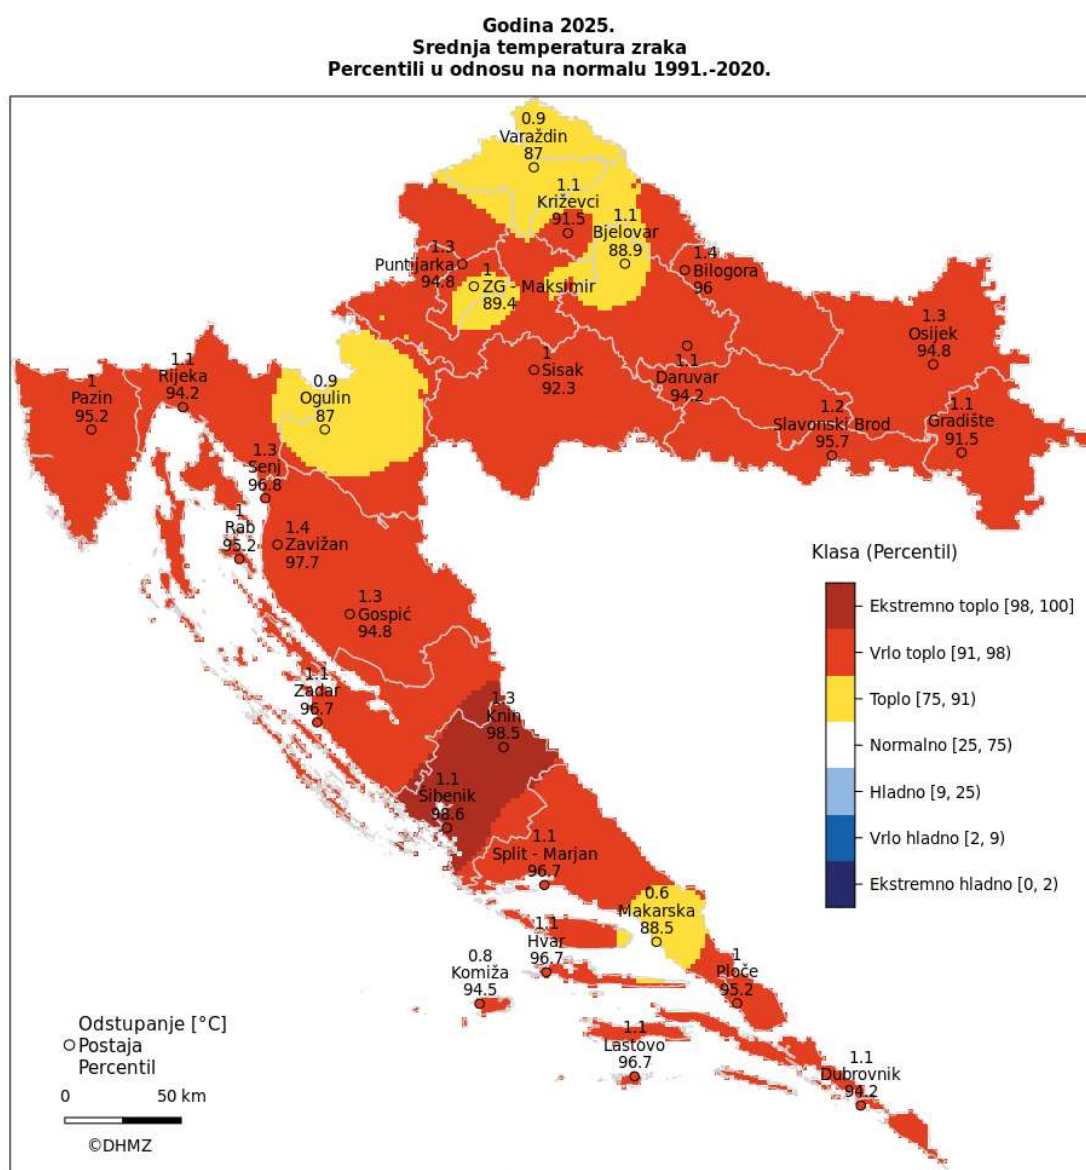 Godina 2025.
Srednja temperatura zraka
Percentili u odnosu na normalu 1991.-2020.
0.9
Varaždin
87
1.1
Križevci
91.5
1.1
Bjelovar
88.9
1.3
Puntijarka
94.8
1
ZG - Maksimir
89.4
1.4
Bilogora
96
1.3
Osijek
94.8
1
Pazin
95.2
1.1
Rijeka
94.2
0.9
Ogulin
87
1
Sisak
92.3
1.1
Daruvar
94.2
1.2
Slavonski Brod
95.7
1.1
Gradište
91.5
1.3
Senj
96.8
1
Rab
95.2
1.4
Zavižan
97.7
1.3
Gospić
94.8
1.1
Zadar
96.7
1.3
Knin
98.5
1.1
Šibenik
98.6
1.1
Split - Marjan
96.7
0.6
Makarska
88.5
1.1
Hvar
96.7
0.8
Komiža
94.5
1
Ploče
95.2
1.1
Lastovo
96.7
1.1
Dubrovnik
94.2
Klasa (Percentil)
Ekstremno toplo [98, 100]
Vrlo toplo [91, 98)
Toplo [75, 91)
Normalno [25, 75)
Hladno [9, 25)
Vrlo hladno [2, 9)
Ekstremno hladno [0, 2)
Odstupanje [°C]
Postaja
Percentil
0 50 km
©DHMZ